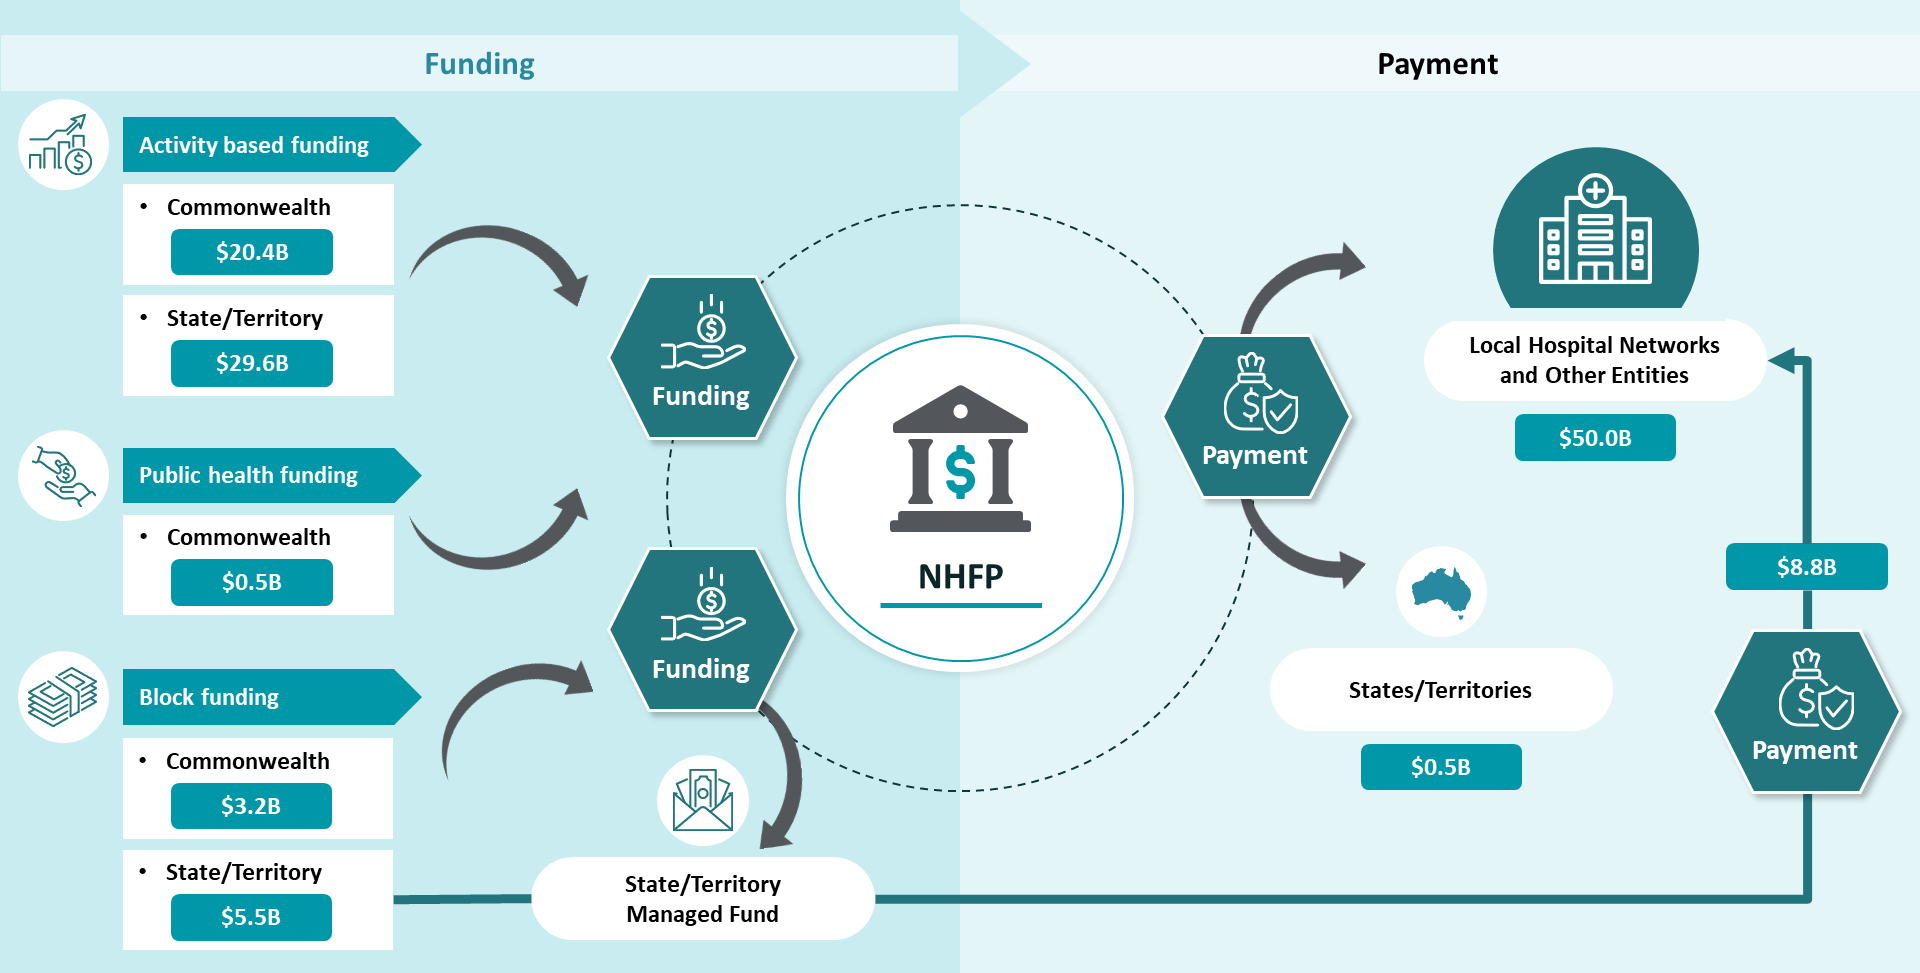 Funding
Payment
Activity based funding
• Commonwealth
$20.4B
• State/Territory
$29.6B
Public health funding
• Commonwealth
$0.5B
Block funding
• Commonwealth
$3.2B
• State/Territory
$5.5B
Funding
Funding
State/Territory
Managed Fund
$
NHFP
Payment
Local Hospital Networks
and Other Entities
$50.0B
States/Territories
$0.5B
$8.8B
Payment